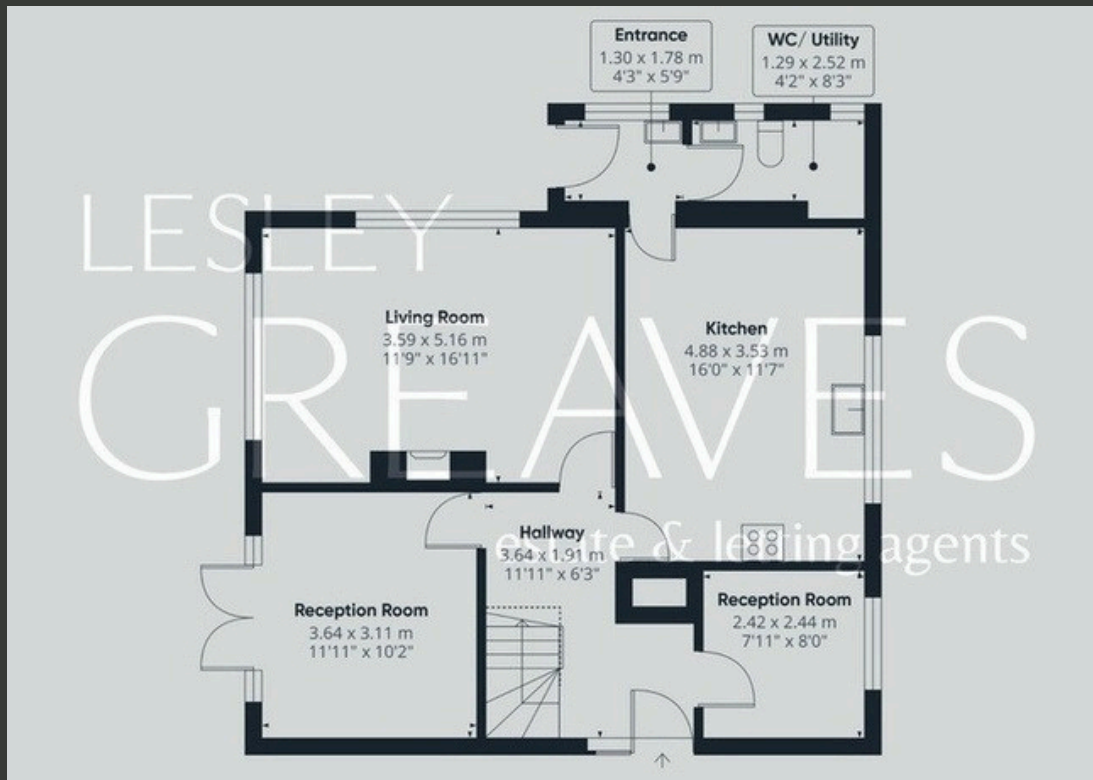 Entrance
1.30 x 1.78 m
4'3" x 5'9"
WC/ Utility
1.29 x 2.52 m
4'2" x 8'3"
LESLEY
GREAVES
estate & letting agents
Living Room
3.59 x 5.16 m
11'9" x 16'11"
Kitchen
4.88 x 3.53 m
16'0" x 11'7"
Hallway
3.64 x 1.91 m
11'11" x 6'3"
Reception Room
3.64 x 3.11 m
11'11" x 10'2"
Reception Room
2.42 x 2.44 m
7'11" x 8'0"